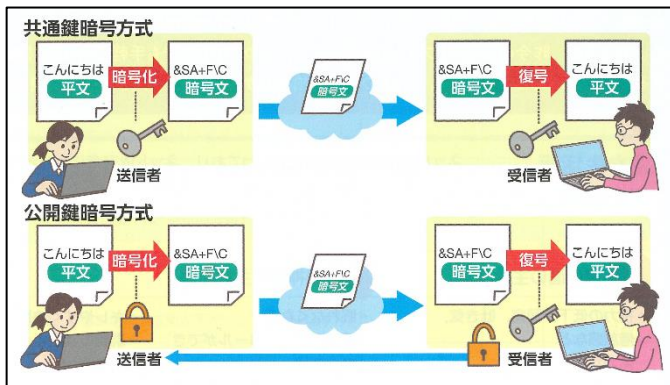 共通鍵暗号方式
こんにちは
平文
暗号化
&SA+F\C
暗号文
&SA+F\C
暗号文
&SA+F\C
暗号文
復号
こんにちは
平文
送信者
受信者
公開鍵暗号方式
こんにちは
平文
暗号化
&SA+F\C
暗号文
&SA+F\C
暗号文
&SA+F\C
暗号文
復号
こんにちは
平文
送信者
受信者